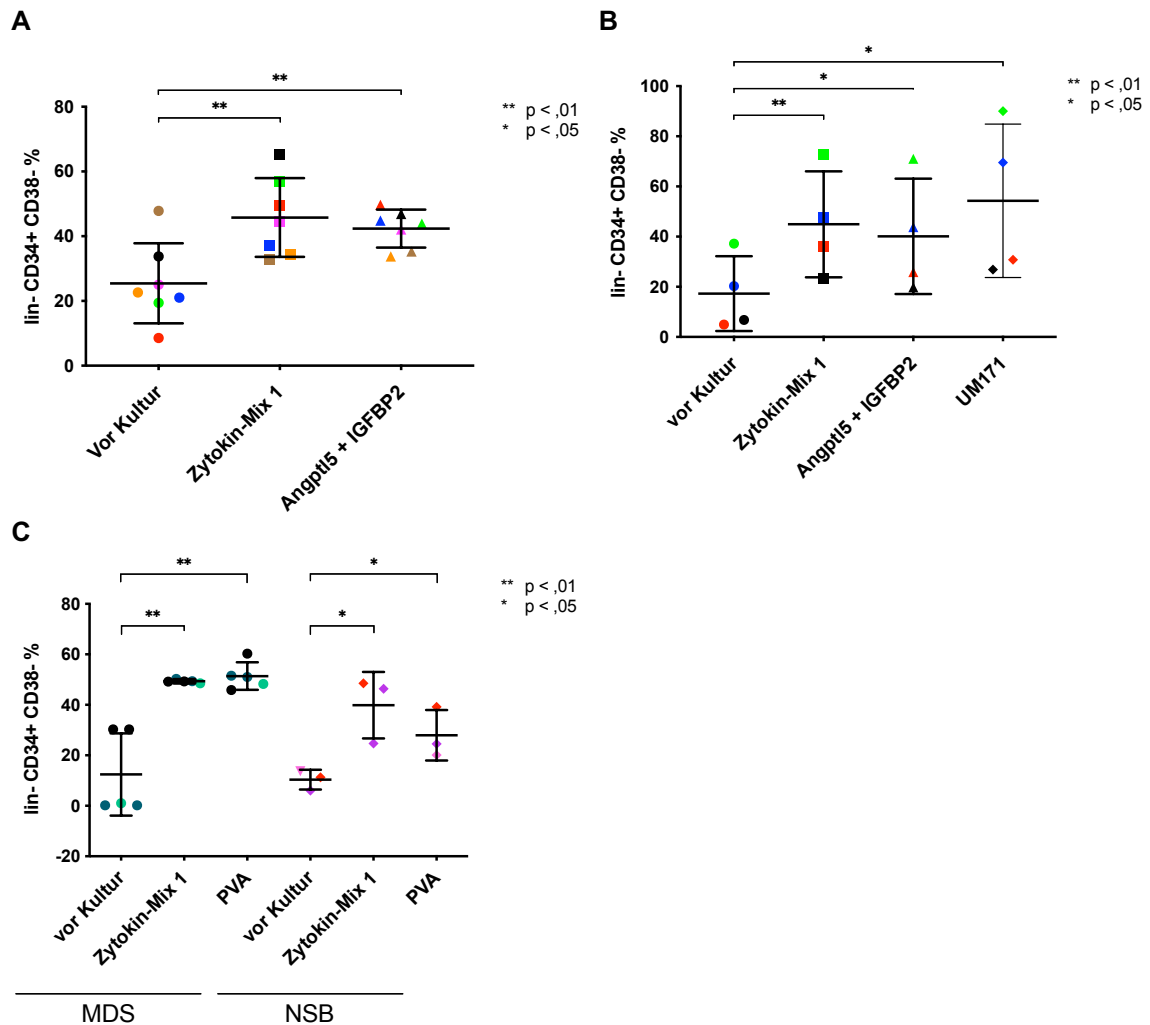 A
**
**
** p < ,01
* p < ,05
80
60
40
20
0
lin- CD34+ CD38- %
Vor Kultur
Zytokin-Mix 1
Angptl5 + IGFBP2
B
*
*
**
** p < ,01
* p < ,05
100
80
60
40
20
0
lin- CD34+ CD38- %
vor Kultur
Zytokin-Mix 1
Angptl5 + IGFBP2
UM171
C
**
*
**
*
** p < ,01
* p < ,05
80
60
40
20
0
-20
lin- CD34+ CD38- %
vor Kultur
Zytokin-Mix 1
PVA
vor Kultur
Zytokin-Mix 1
PVA
MDS
NSB